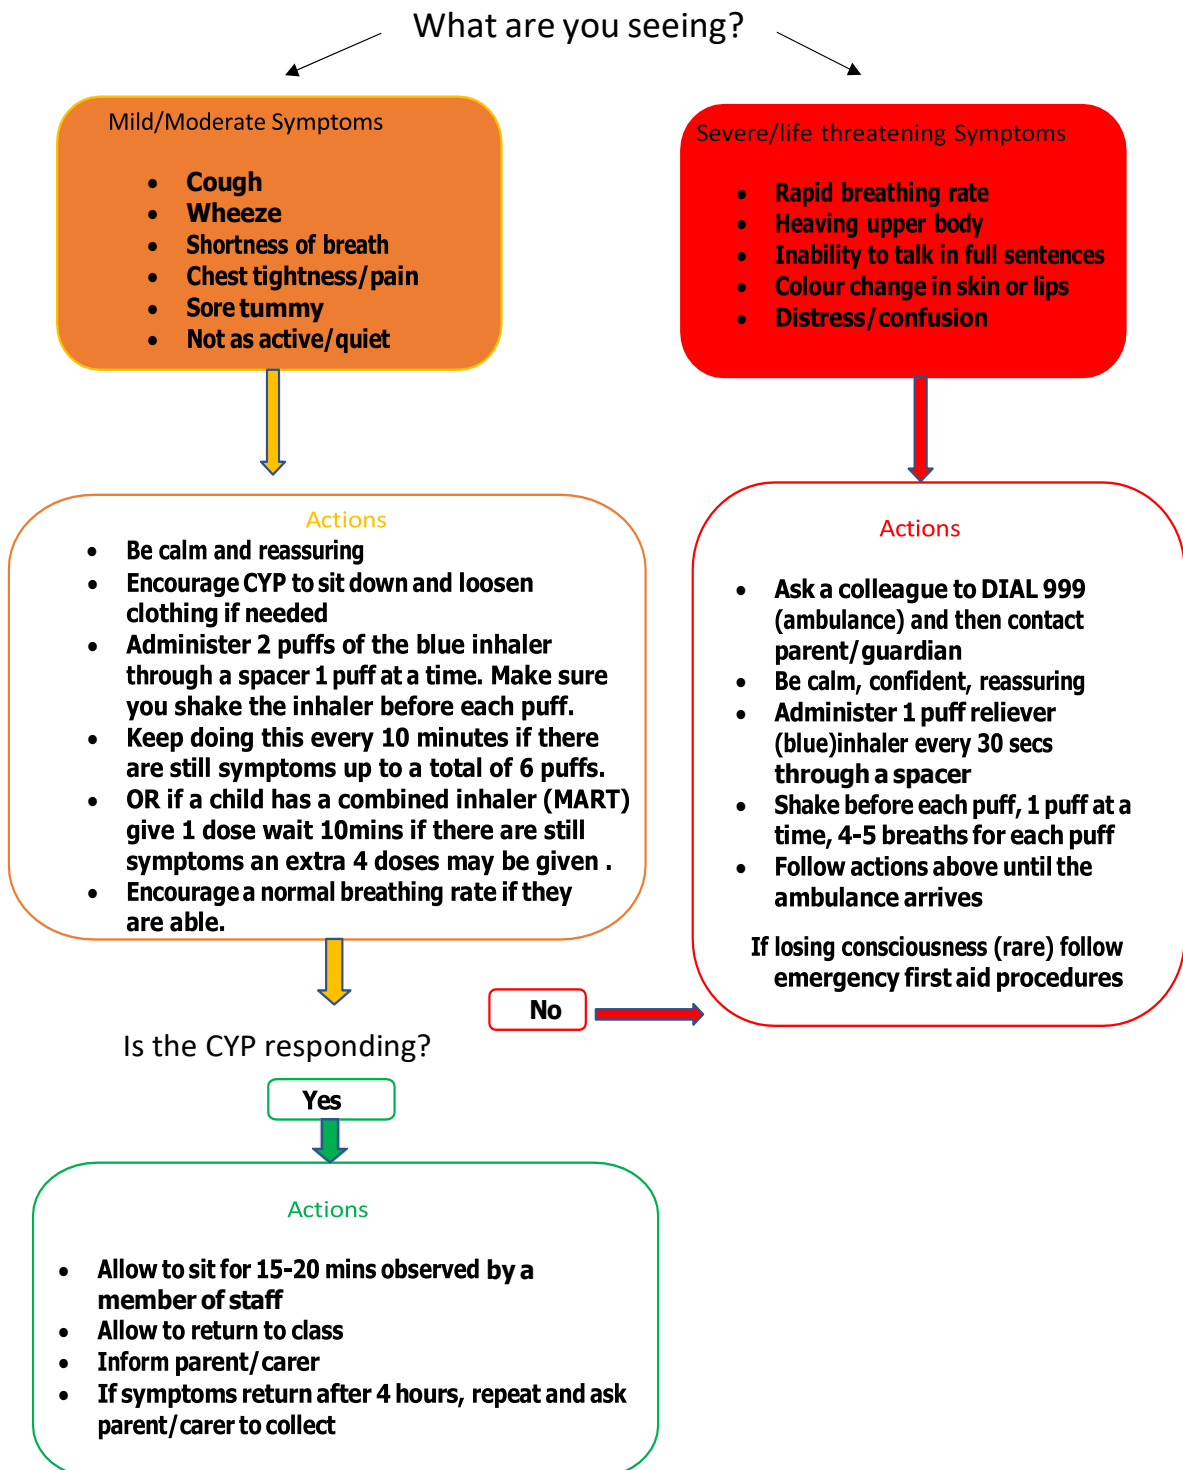 What are you seeing?
Mild/Moderate Symptoms
• Cough
• Wheeze
• Shortness of breath
• Chest tightness/pain
• Sore tummy
• Not as active/quiet
Severe/life threatening Symptoms
• Rapid breathing rate
• Heaving upper body
• Inability to talk in full sentences
• Colour change in skin or lips
• Distress/confusion
Actions
• Be calm and reassuring
• Encourage CYP to sit down and loosen
clothing if needed
• Administer 2 puffs of the blue inhaler
through a spacer 1 puff at a time. Make sure
you shake the inhaler before each puff.
• Keep doing this every 10 minutes if there
are still symptoms up to a total of 6 puffs.
• OR if a child has a combined inhaler (MART)
give 1 dose wait 10mins if there are still
symptoms an extra 4 doses may be given .
• Encourage a normal breathing rate if they
are able.
Actions
• Ask a colleague to DIAL 999
(ambulance) and then contact
parent/guardian
• Be calm, confident, reassuring
• Administer 1 puff reliever
(blue)inhaler every 30 secs
through a spacer
• Shake before each puff, 1 puff at a
time, 4-5 breaths for each puff
• Follow actions above until the
ambulance arrives
If losing consciousness (rare) follow
emergency first aid procedures
No
Is the CYP responding?
Yes
Actions
• Allow to sit for 15-20 mins observed by a
member of staff
• Allow to return to class
• Inform parent/carer
• If symptoms return after 4 hours, repeat and ask
parent/carer to collect